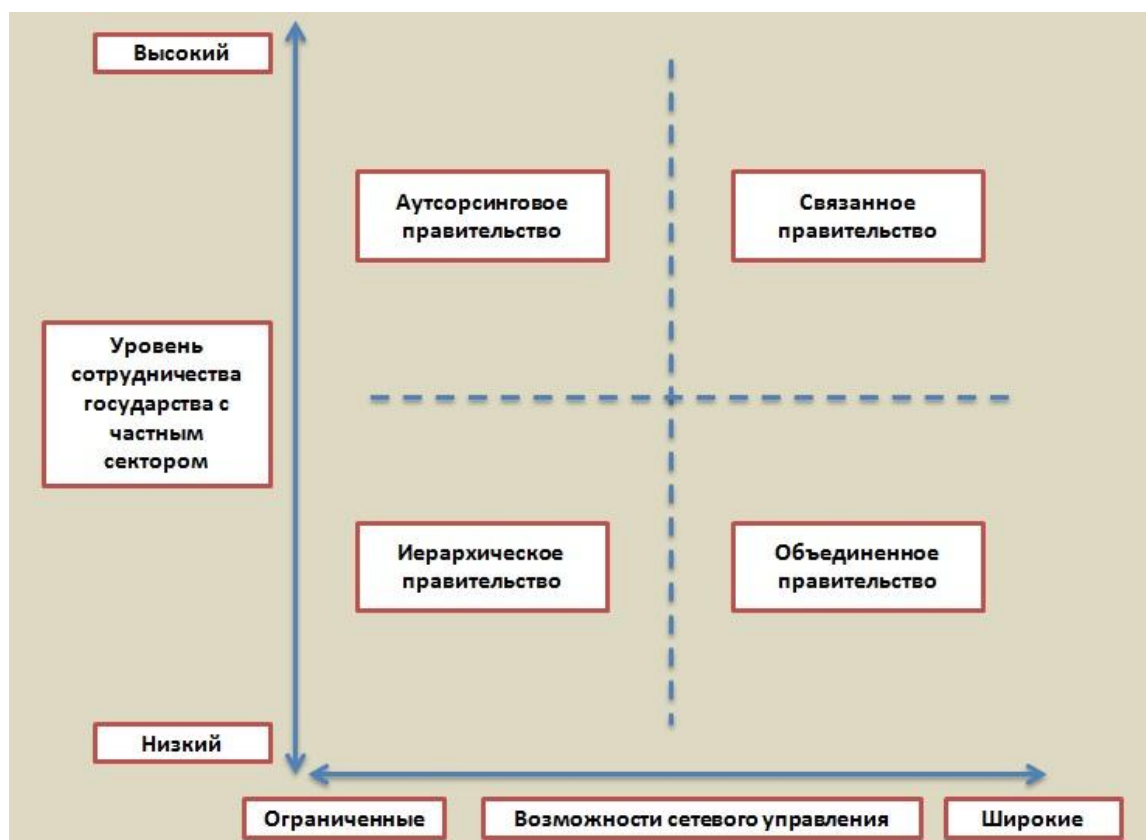 Высокий
Аутсорсинговое
правительство
Связанное
правительство
Уровень
сотрудничества
государства с
частным
сектором
Иерархическое
правительство
Объединенное
правительство
Низкий
Ограниченные
Возможности сетевого управления
Широкие